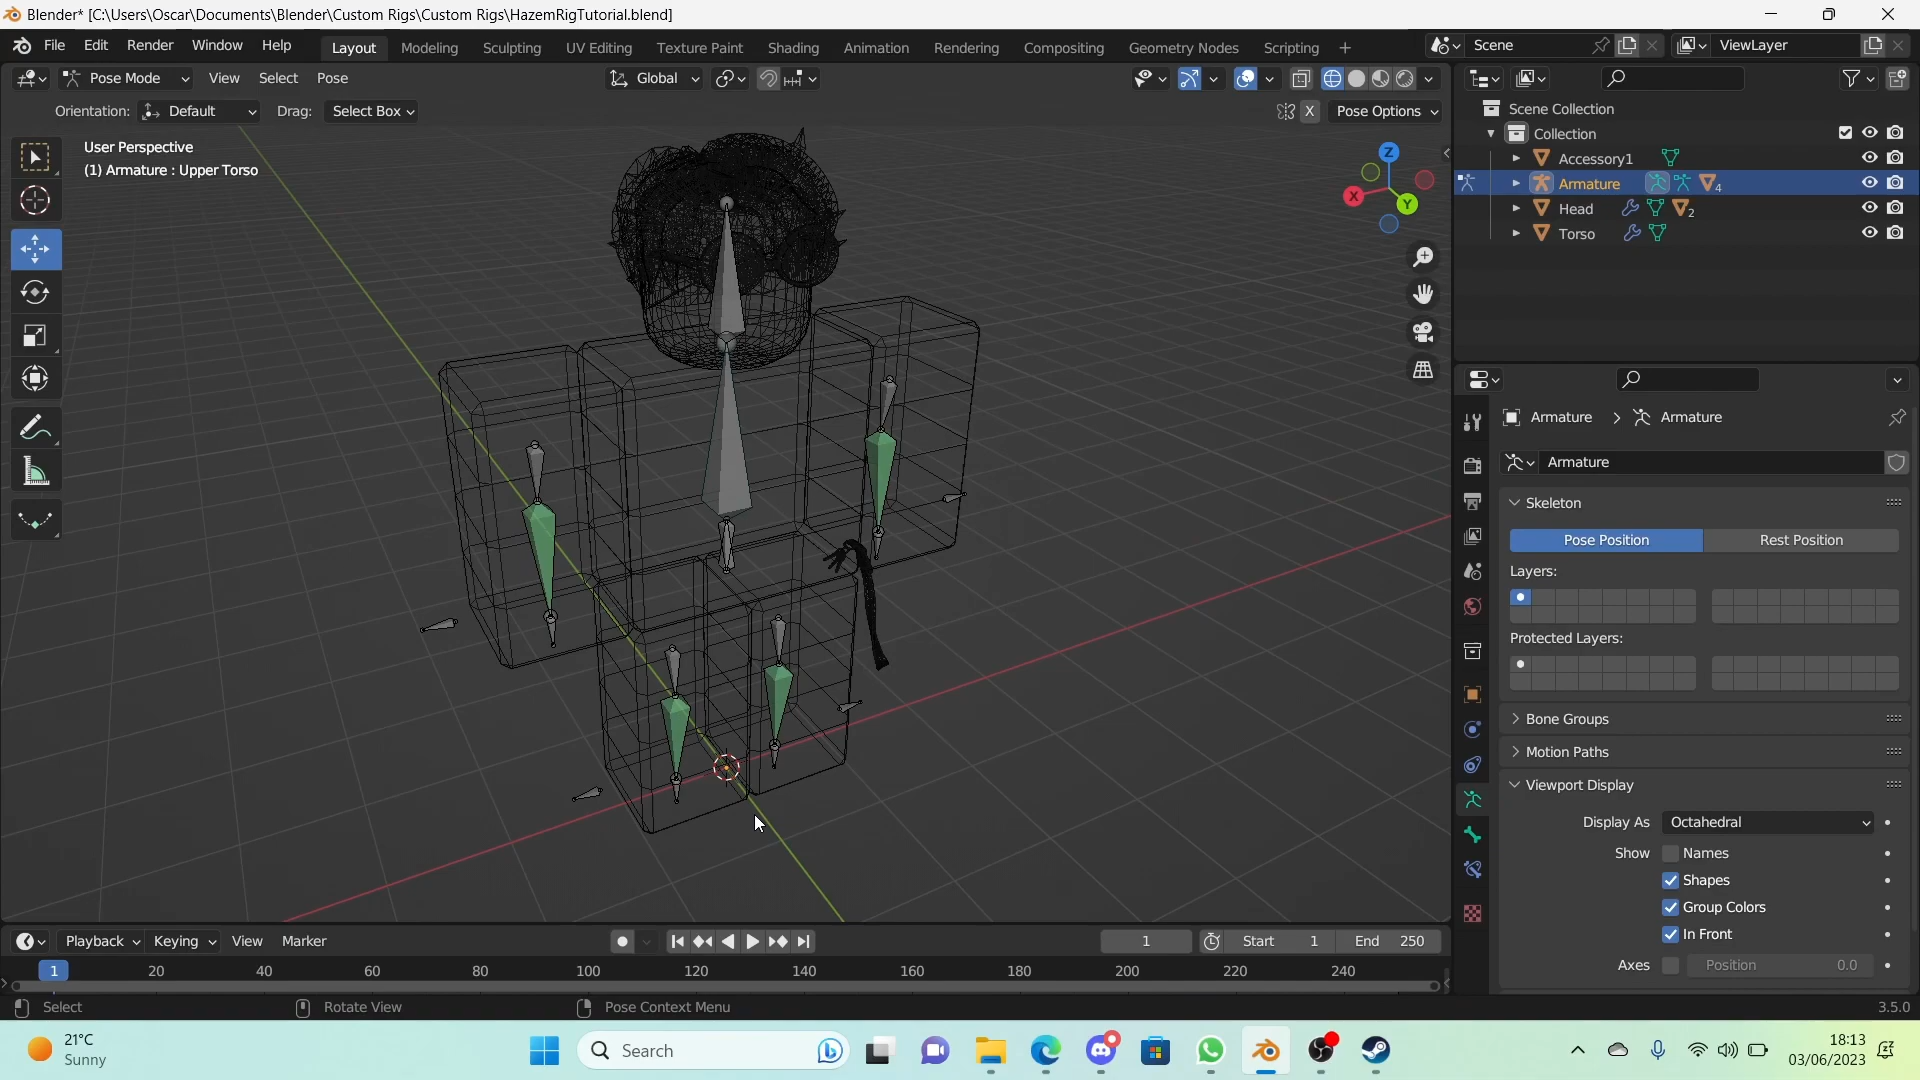 Blender* [C:\Users\Oscar\Documents\Blender\Custom Rigs\Custom Rigs\HazemRigTutorial.blend]
File Edit Render Window Help Layout Modeling Sculpting UV Editing Texture Paint Shading Animation Rendering Compositing Geometry Nodes Scripting + Scene ViewLayer
Pose Mode View Select Pose Global
Orientation: Default Drag: Select Box X Pose Options
Scene Collection
Collection
Accessory1
Armature 4
Head 2
Torso
User Perspective
(1) Armature : Upper Torso
Z
X
Y
Armature > Armature
Armature
Skeleton
Pose Position Rest Position
Layers:
Protected Layers:
Bone Groups
Motion Paths
Viewport Display
Display As Octahedral
Show Names
Shapes
Group Colors
In Front
Axes Position 0.0
Playback Keying View Marker 1 Start 1 End 250
1 20 40 60 80 100 120 140 160 180 200 220 240
Select Rotate View Pose Context Menu 3.5.0
21°C
Sunny
Search
18:13
03/06/2023